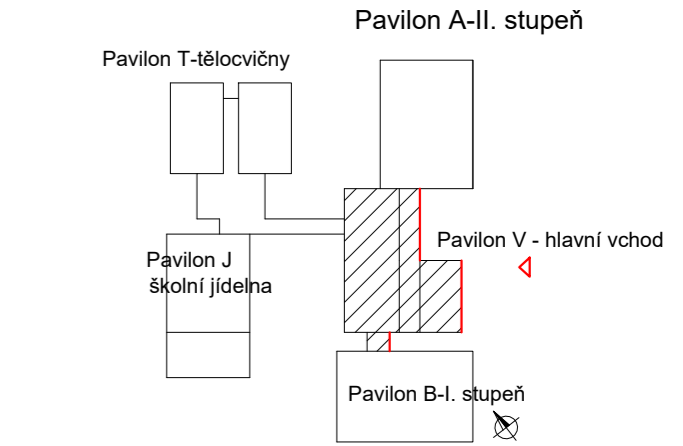 Pavilon A-II. stupeň
Pavilon T-tělocvičny
Pavilon V - hlavní vchod
Pavilon J
školní jídelna
Pavilon B-I. stupeň